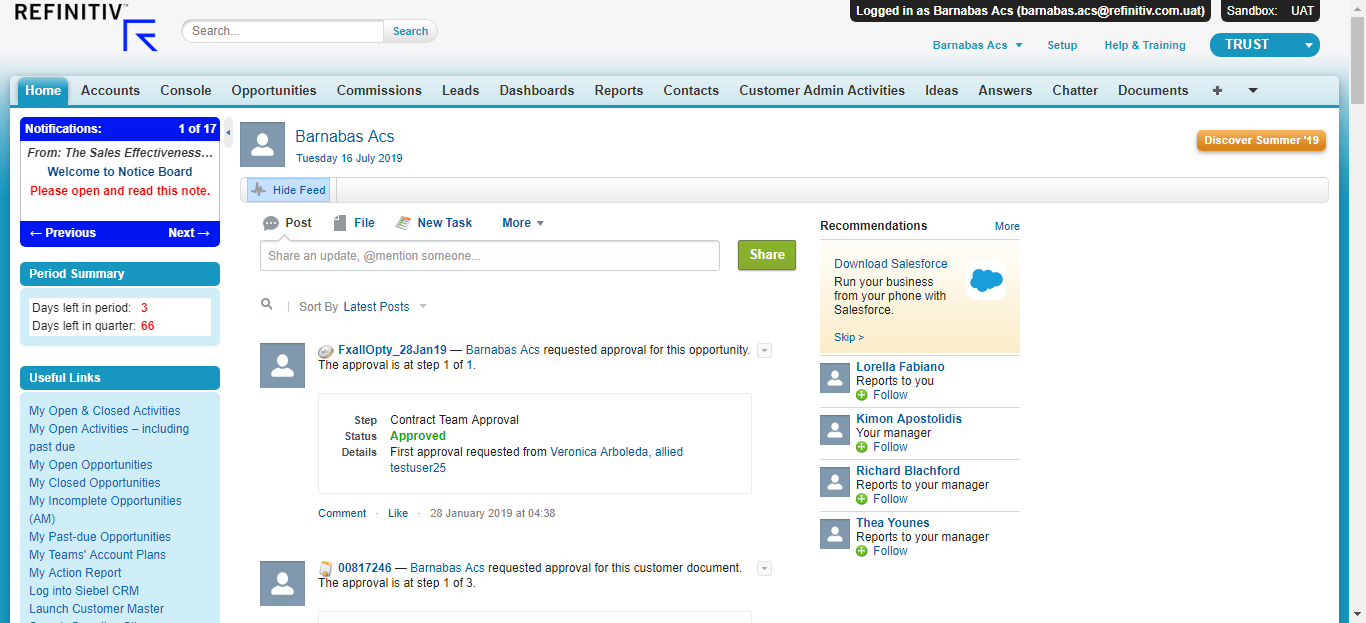 REFINITIV™
Search...
Search
Logged in as Barnabas Acs (barnabas.acs@refinitiv.com.uat)
Sandbox: UAT
Barnabas Acs
Setup
Help & Training
TRUST
Home
Accounts
Console
Opportunities
Commissions
Leads
Dashboards
Reports
Contacts
Customer Admin Activities
Ideas
Answers
Chatter
Documents
+
Notifications: 1 of 17
From: The Sales Effectiveness...
Welcome to Notice Board
Please open and read this note.
← Previous
Next →
Period Summary
Days left in period: 3
Days left in quarter: 66
Useful Links
My Open & Closed Activities
My Open Activities – including
past due
My Open Opportunities
My Closed Opportunities
My Incomplete Opportunities
(AM)
My Past-due Opportunities
My Teams' Account Plans
My Action Report
Log into Siebel CRM
Launch Customer Master
Barnabas Acs
Tuesday 16 July 2019
Discover Summer '19
Hide Feed
Post
File
New Task
More
Share an update, @mention someone...
Share
Sort By Latest Posts
FxallOpty_28Jan19 — Barnabas Acs requested approval for this opportunity.
The approval is at step 1 of 1.
Step Contract Team Approval
Status Approved
Details First approval requested from Veronica Arboleda, allied
testuser25
Comment · Like · 28 January 2019 at 04:38
00817246 — Barnabas Acs requested approval for this customer document.
The approval is at step 1 of 3.
Recommendations
More
Download Salesforce
Run your business
from your phone with
Salesforce.
Skip >
Lorella Fabiano
Reports to you
Follow
Kimon Apostolidis
Your manager
Follow
Richard Blachford
Reports to your manager
Follow
Thea Younes
Reports to your manager
Follow